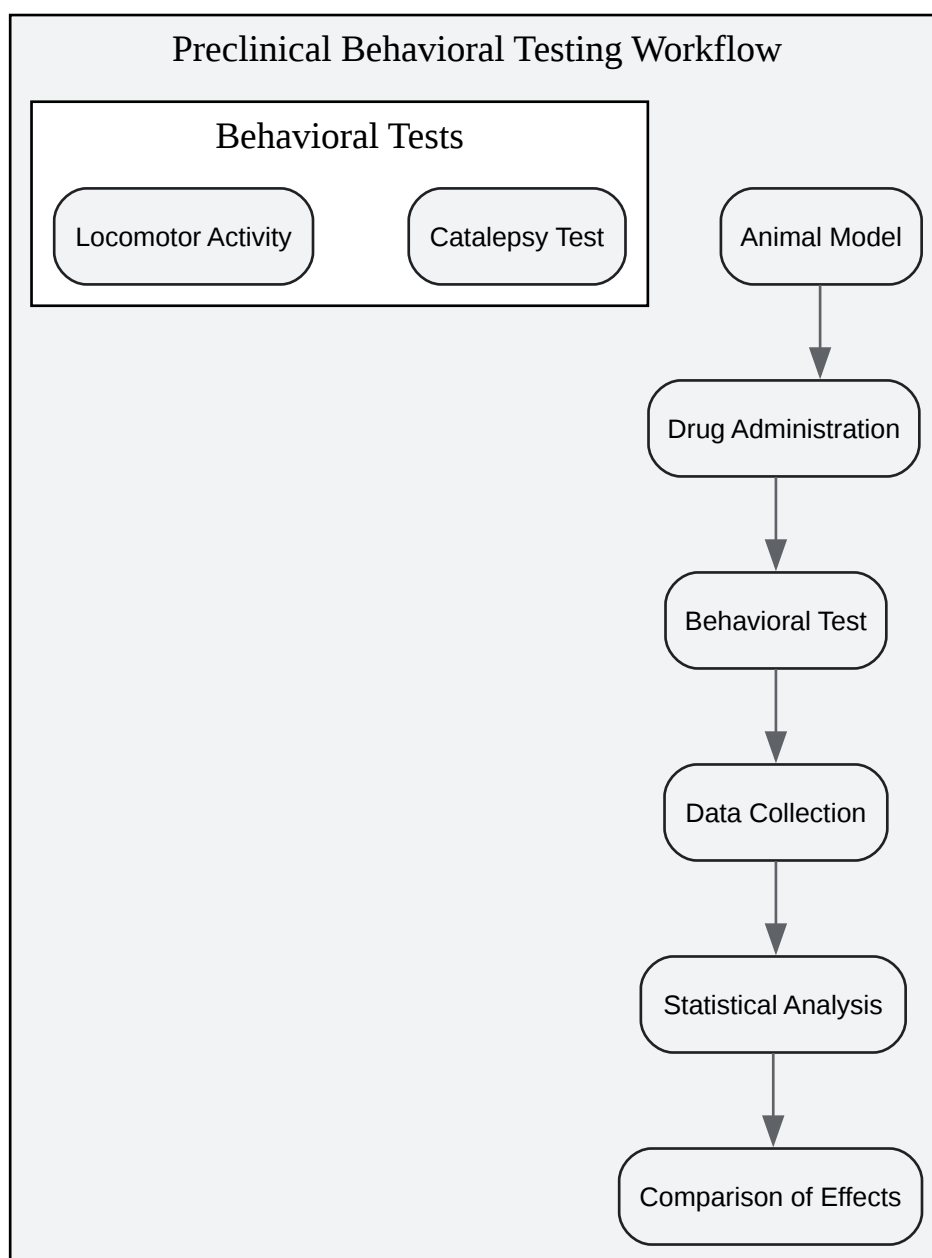 Preclinical Behavioral Testing Workflow
Behavioral Tests
Locomotor Activity
Catalepsy Test
Animal Model
Drug Administration
Behavioral Test
Data Collection
Statistical Analysis
Comparison of Effects